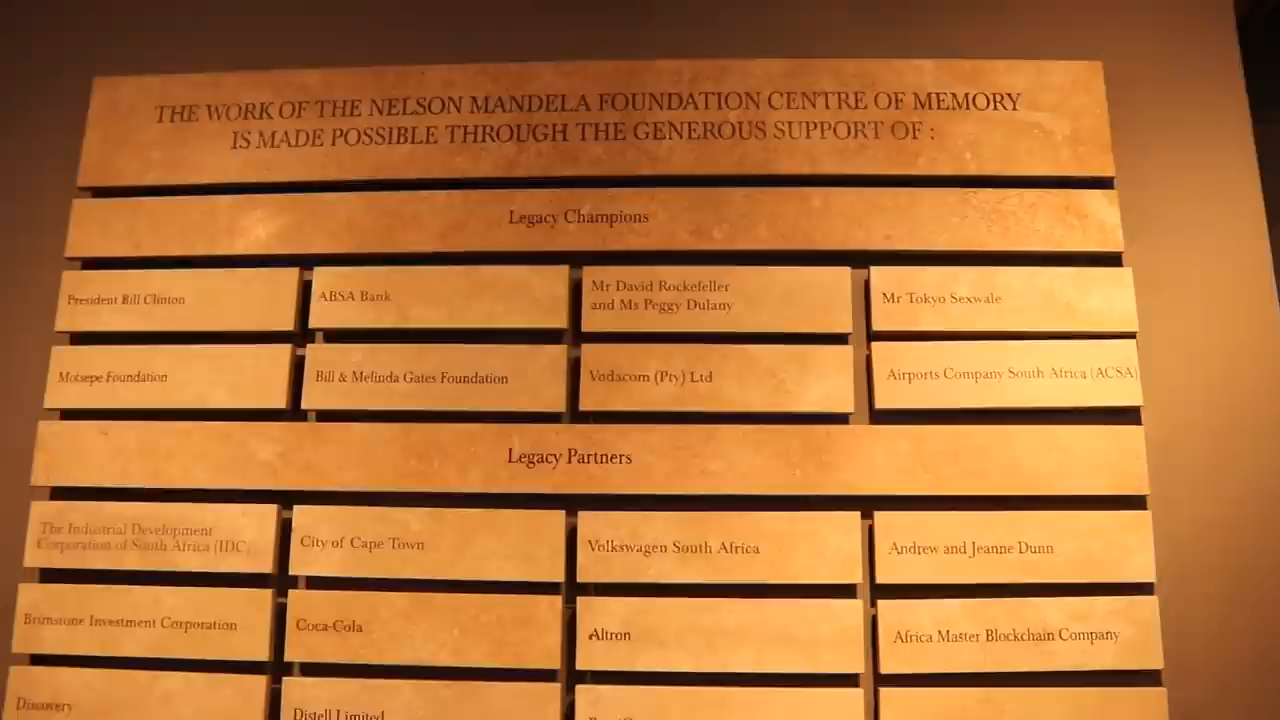 THE WORK OF THE NELSON MANDELA FOUNDATION CENTRE OF MEMORY
IS MADE POSSIBLE THROUGH THE GENEROUS SUPPORT OF :
Legacy Champions
President Bill Clinton
ABSA Bank
Mr David Rockefeller
and Ms Peggy Dulany
Mr Tokyo Sexwale
Motsepe Foundation
Bill & Melinda Gates Foundation
Vodacom (Pty) Ltd
Airports Company South Africa (ACSA)
Legacy Partners
The Industrial Development
Corporation of South Africa (IDC)
City of Cape Town
Volkswagen South Africa
Andrew and Jeanne Dunn
Brimstone Investment Corporation
Coca-Cola
Altron
Africa Master Blockchain Company
Discovery
Distell Limited